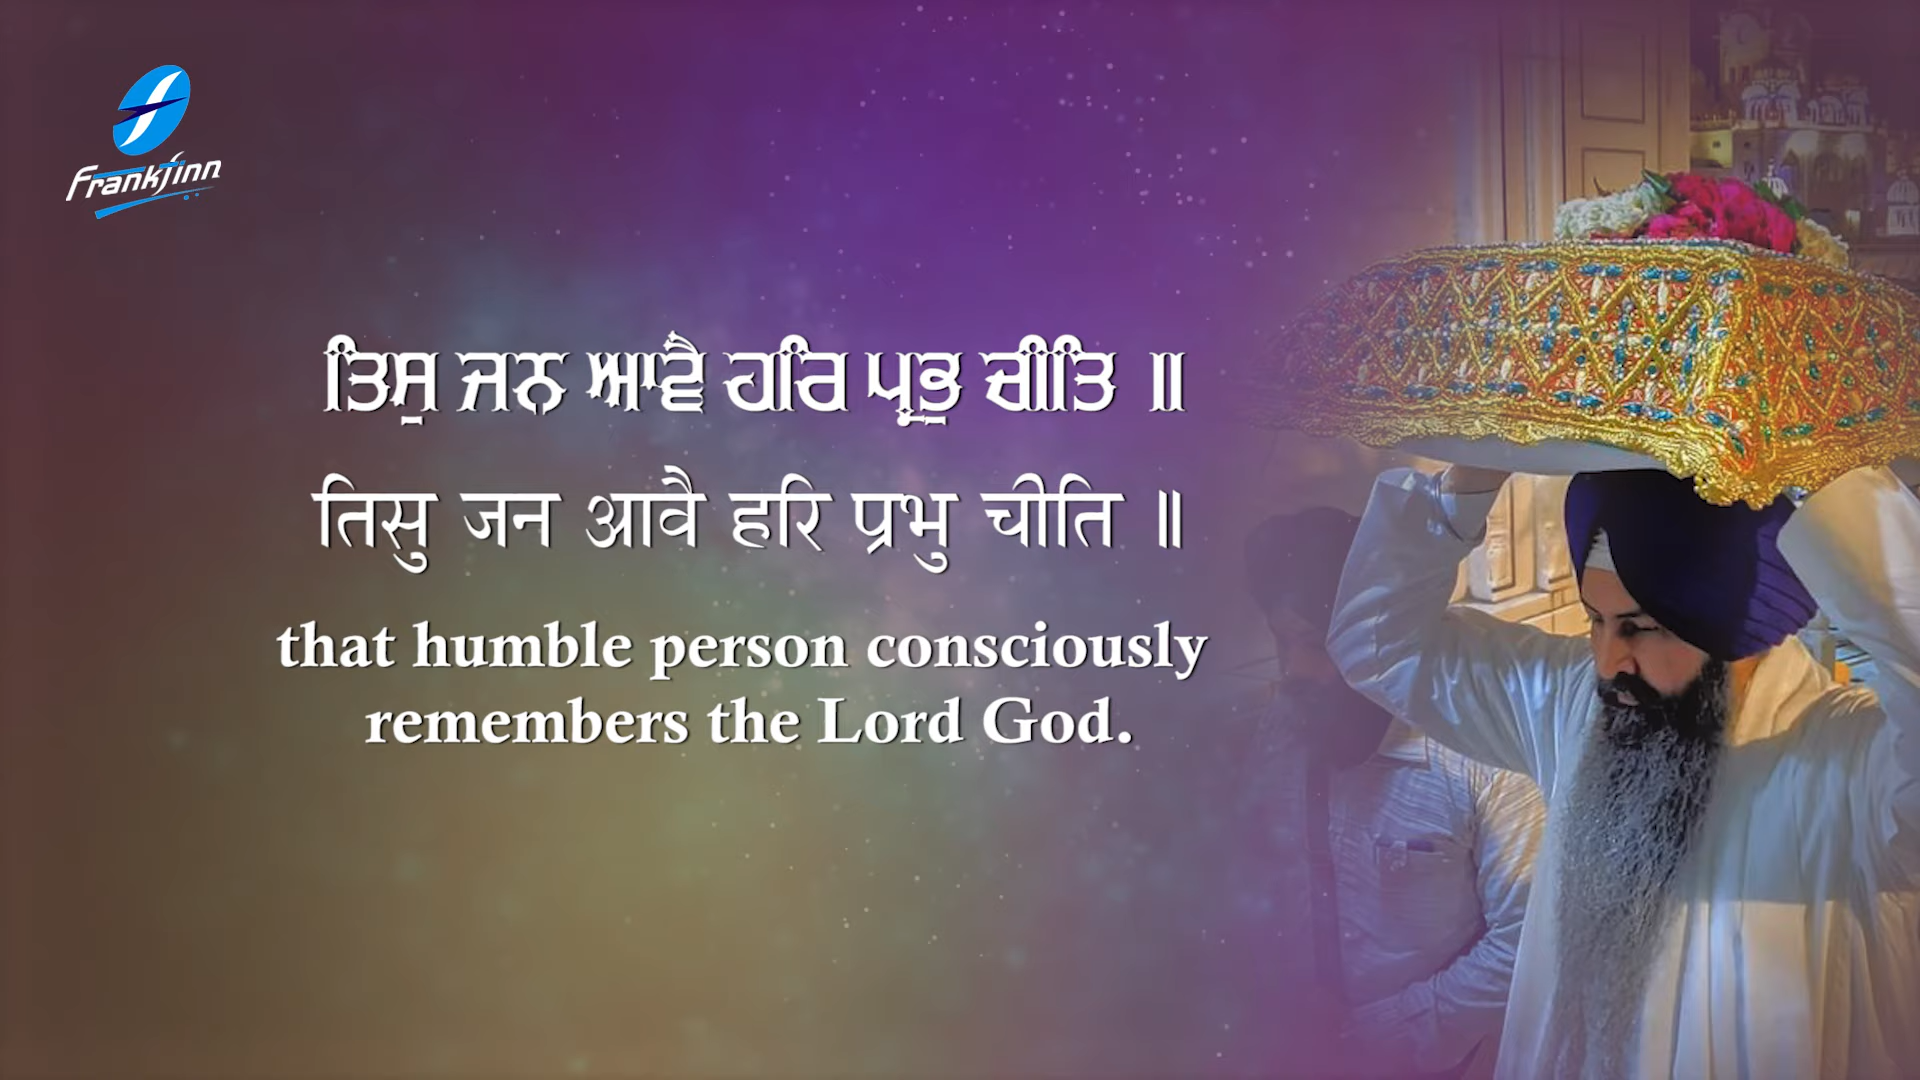 Frankfinn
ਤਿਸੁ ਜਨ ਆਵੈ ਹਰਿ ਪ੍ਰਭੁ ਚੀਤਿ ॥
तिसु जन आवै हरि प्रभु चीति ॥
that humble person consciously
remembers the Lord God.